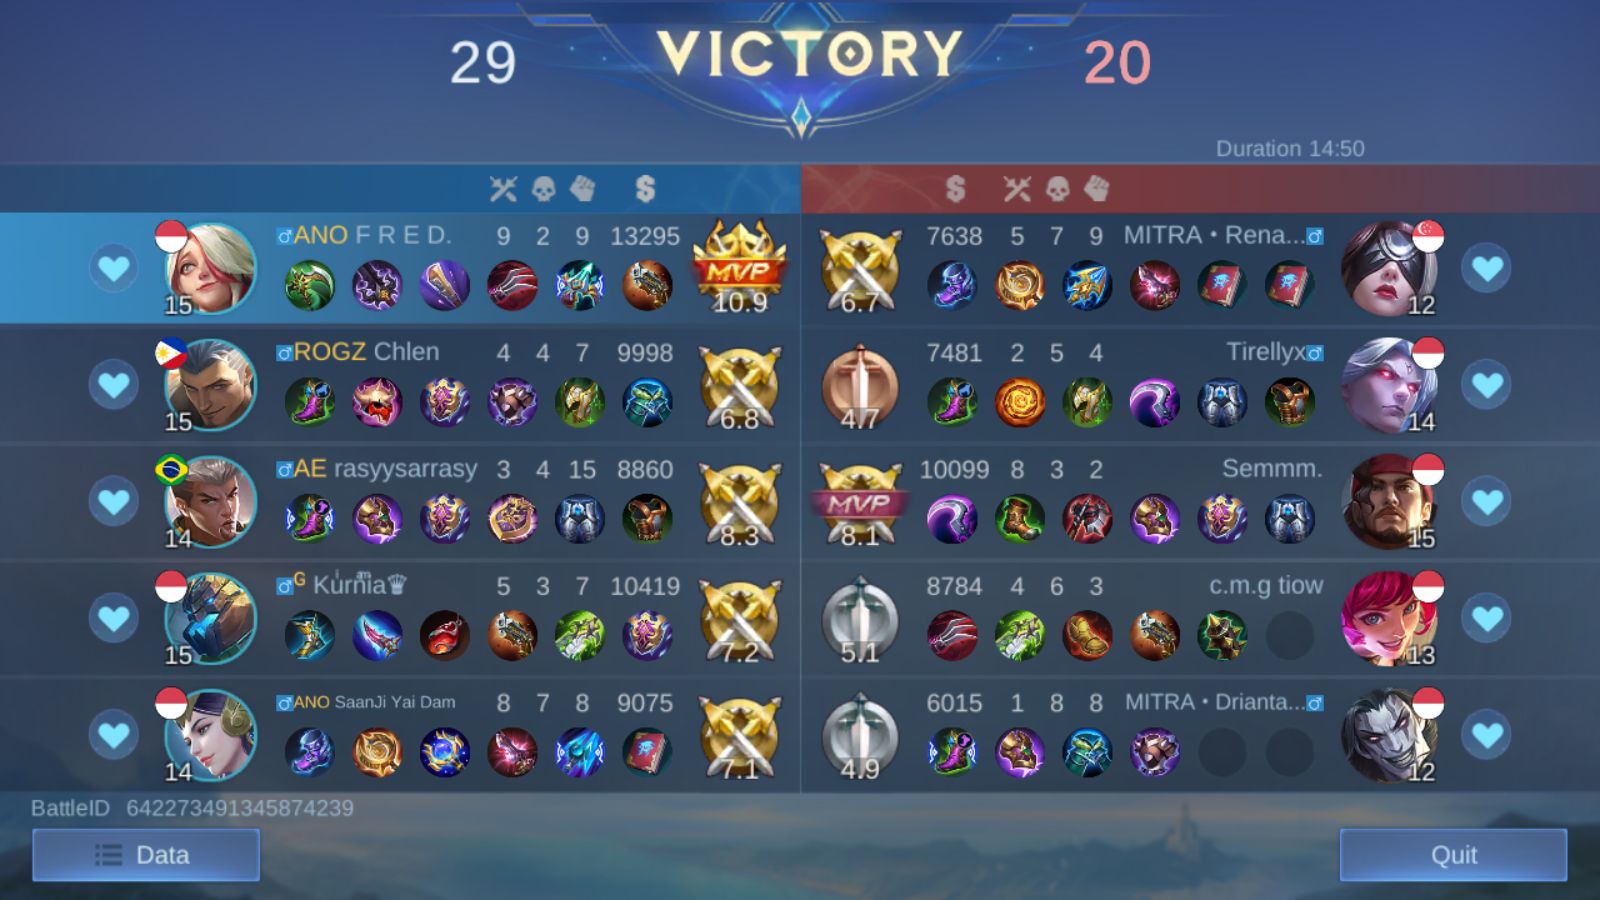 29 VICTORY 20
Duration 14:50
ANO F R E D. 9 2 9 13295 MVP 10.9 15
6.7 7638 5 7 9 MITRA • Rena... 12
ROGZ Chlen 4 4 7 9998 6.8 15
4.7 7481 2 5 4 Tirellyx 14
AE rasyysarrasy 3 4 15 8860 8.3 14
MVP 8.1 10099 8 3 2 Semmm. 15
5 3 7 10419 7.2 15
5.1 8784 4 6 3 c.m.g tiow 13
ANO SaanJi Yai Dam 8 7 8 9075 7.1 14
4.9 6015 1 8 8 MITRA • Drianta... 12
BattleID 642273491345874239
Data
Quit